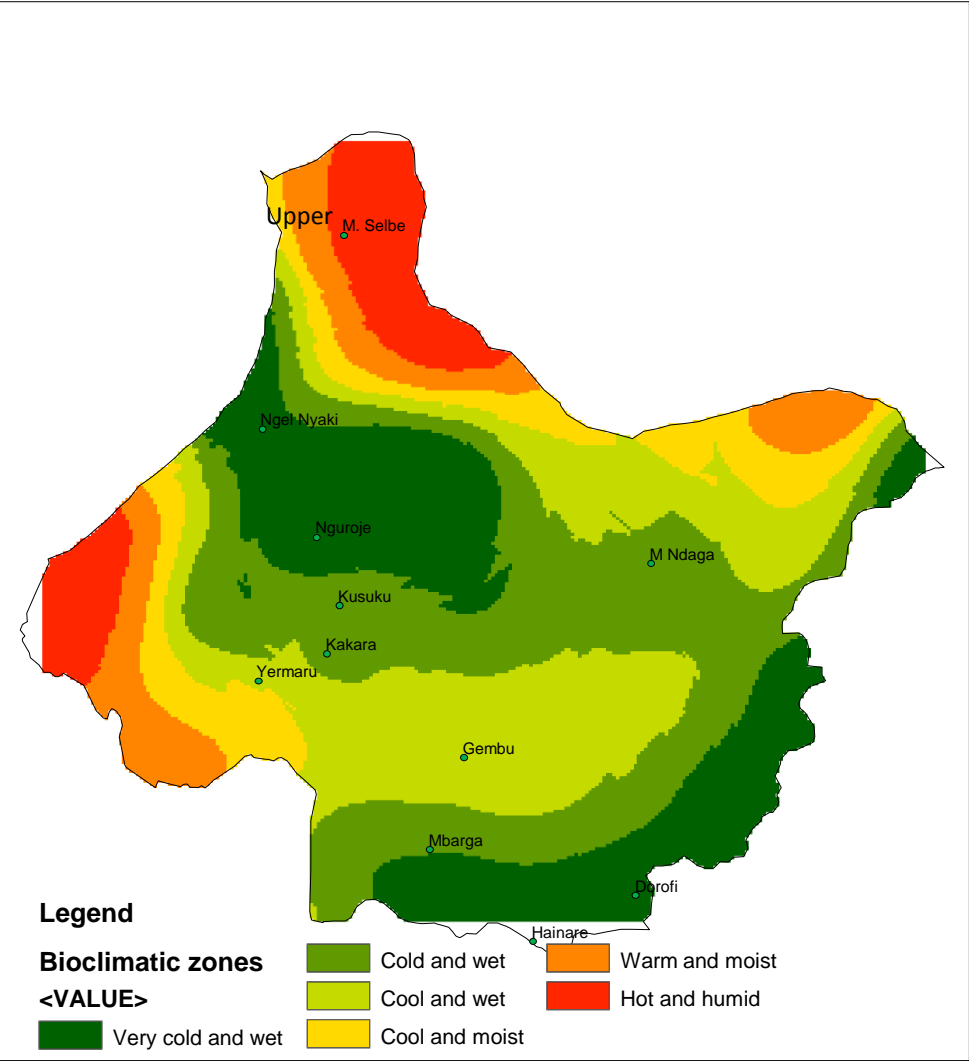 Upper
M. Selbe
Ngel Nyaki
Nguroje
M Ndaga
Kusuku
Kakara
Yermaru
Gembu
Mbarga
Dorofi
Hainare
Legend
Bioclimatic zones
<VALUE>
Very cold and wet
Cold and wet
Cool and wet
Cool and moist
Warm and moist
Hot and humid